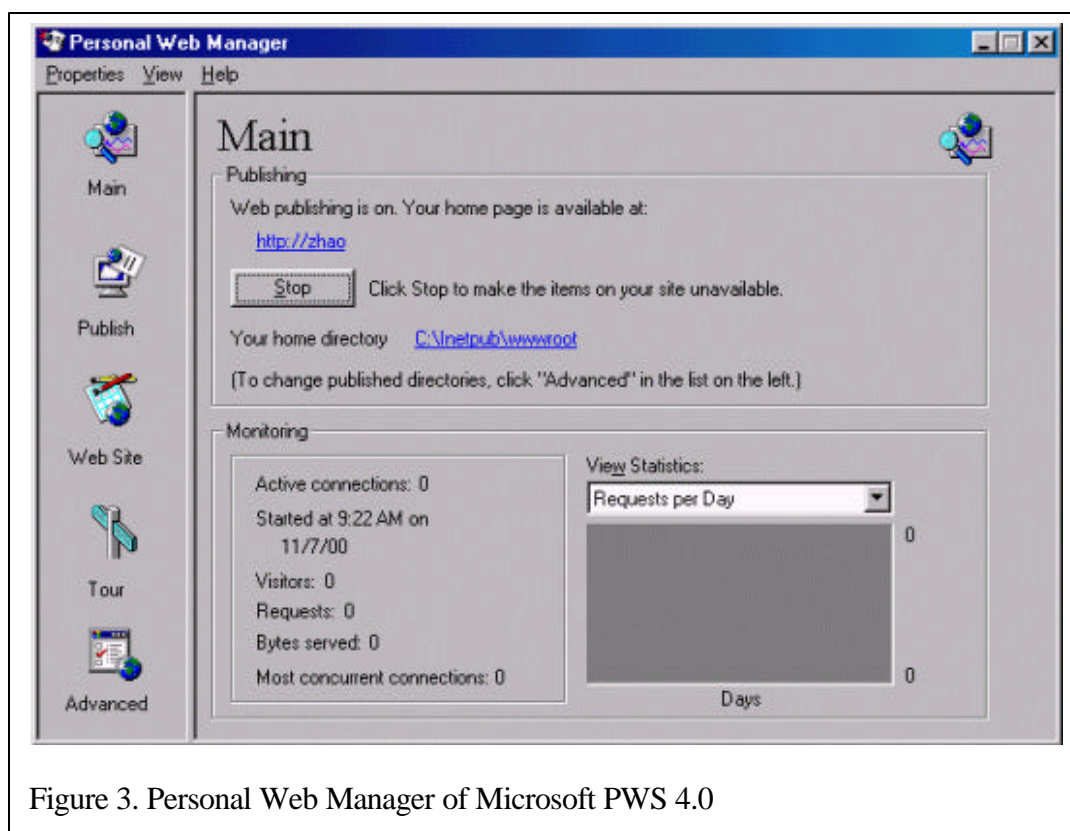 Personal Web Manager
Properties View Help
Main
Publish
Web Site
Tour
Advanced
Main
Publishing
Web publishing is on. Your home page is available at:
http://zhao
Stop Click Stop to make the items on your site unavailable.
Your home directory C:\Inetpub\wwwroot
(To change published directories, click "Advanced" in the list on the left.)
Monitoring
Active connections: 0
Started at 9:22 AM on
11/7/00
Visitors: 0
Requests: 0
Bytes served: 0
Most concurrent connections: 0
View Statistics:
Requests per Day
0
0
Days
Figure 3. Personal Web Manager of Microsoft PWS 4.0